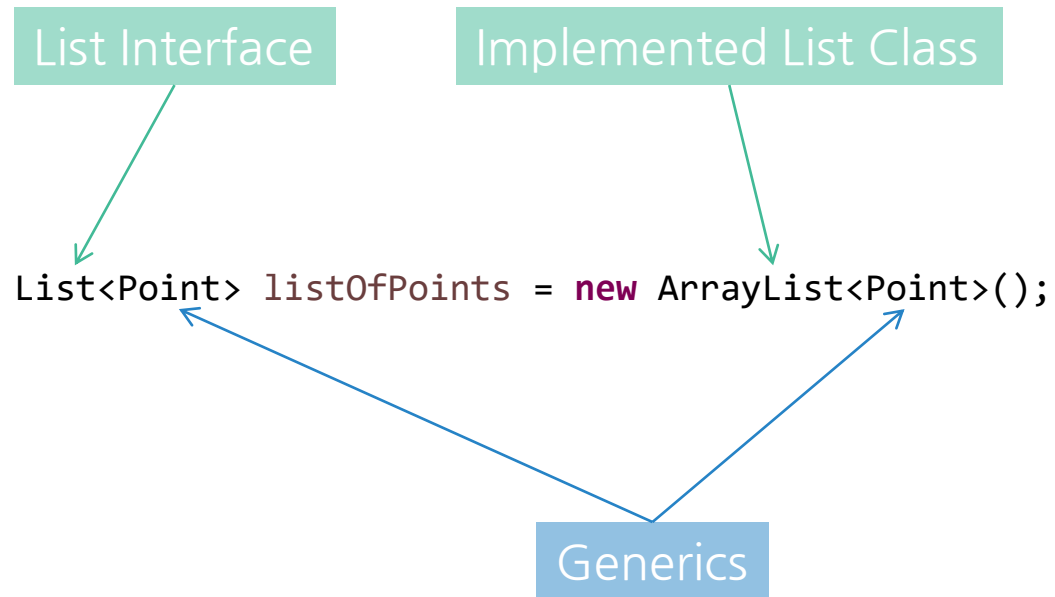 List Interface
Implemented List Class
List<Point> listOfPoints = new ArrayList<Point>();
Generics